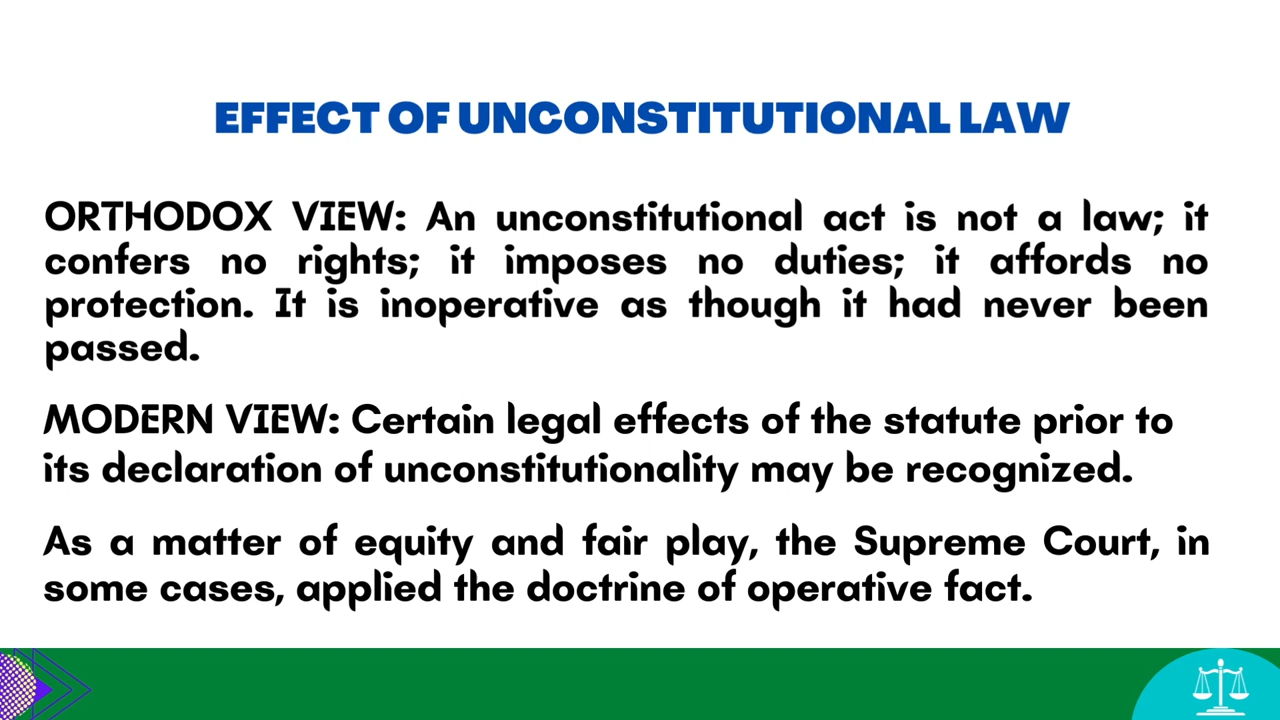 EFFECT OF UNCONSTITUTIONAL LAW
ORTHODOX VIEW: An unconstitutional act is not a law; it
confers no rights; it imposes no duties; it affords no
protection. It is inoperative as though it had never been
passed.
MODERN VIEW: Certain legal effects of the statute prior to
its declaration of unconstitutionality may be recognized.
As a matter of equity and fair play, the Supreme Court, in
some cases, applied the doctrine of operative fact.